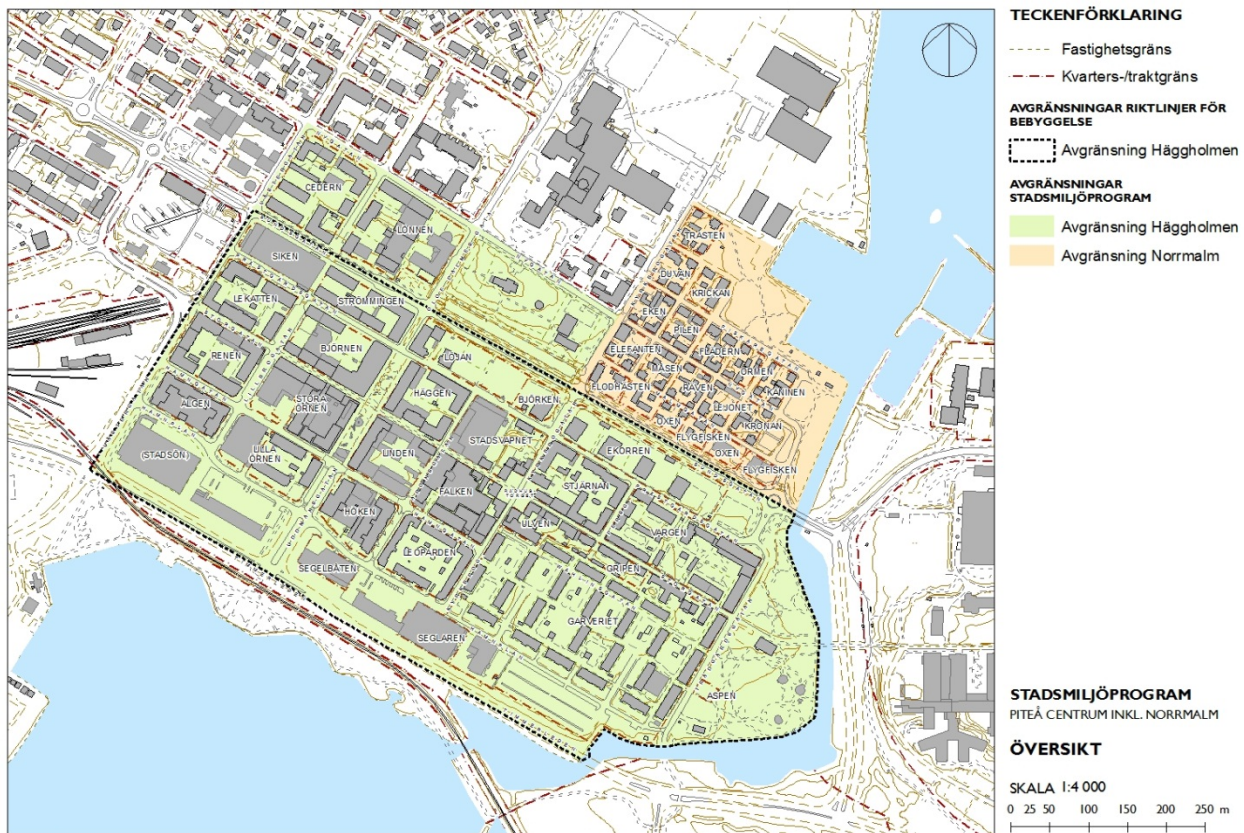 TECKENFÖRKLARING
Fastighetsgräns
Kvarters-/traktgräns
AVGRÄNSNINGAR RIKTLINJER FÖR
BEBYGGELSE
Avgränsning Häggholmen
AVGRÄNSNINGAR
STADSMILJÖPROGRAM
Avgränsning Häggholmen
Avgränsning Norrmalm
CEDERN
LÖNNEN
SIKEN
LEKATTEN
STRÖMMINGEN
RENEN
BJÖRNEN
LÖJAN
ÄLGEN
STORA
ÖRNEN
HÄGGEN
BJÖRKEN
(STADSÖN)
LILLA
ÖRNEN
LINDEN
STADSVAPNET
EKORREN
STJÄRNAN
FALKEN
HÖKEN
ULVEN
VARGEN
LEOPARDEN
GRIPEN
SEGELBÅTEN
GARVERIET
SEGLAREN
ASPEN
TRASTEN
DUVAN
KRICKAN
EKEN
PILEN
ELEFANTEN
FLÄDERN
MÅSEN
ORMEN
FLODHÄSTEN
RÄVEN
KANINEN
LEJONET
OXEN
KRONAN
FLYGFISKEN
OXEN
FLYGFISKEN
STADSMILJÖPROGRAM
PITEÅ CENTRUM INKL. NORRMALM
ÖVERSIKT
SKALA 1:4 000
0 25 50 100 150 200 250 m